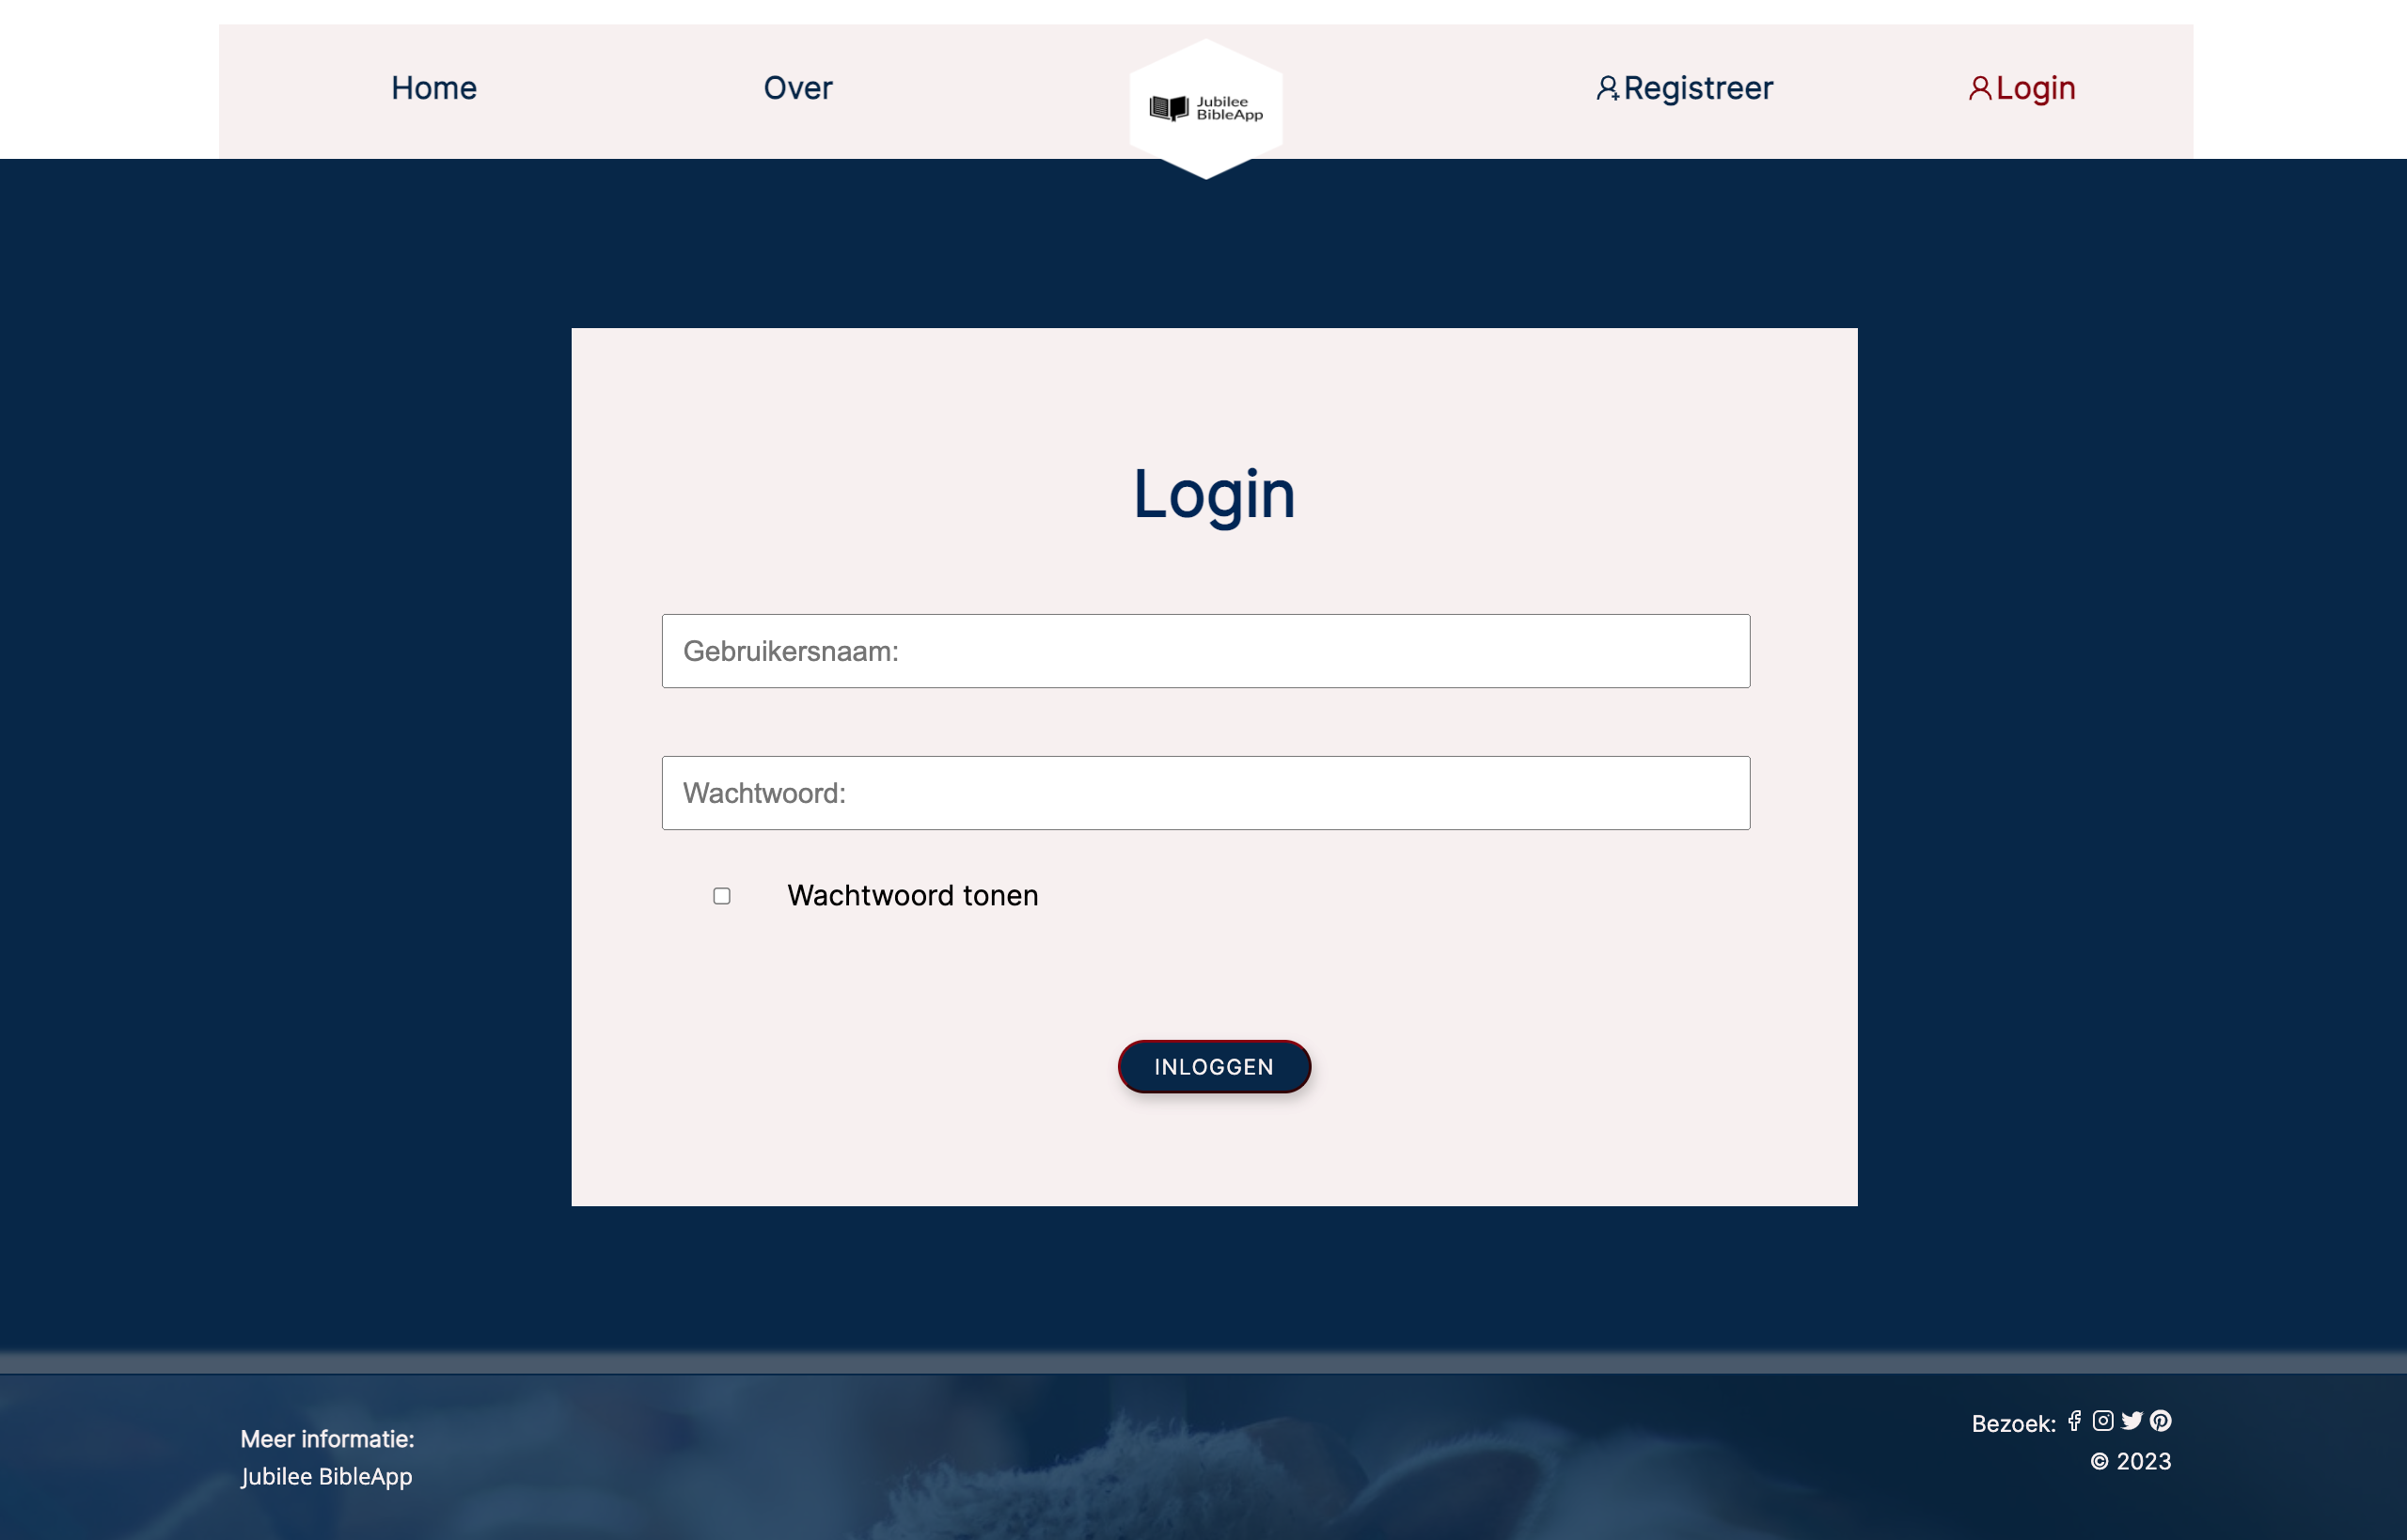 Home
Over
Jubilee
BibleApp
Registreer
Login
Login
Gebruikersnaam:
Wachtwoord:
Wachtwoord tonen
INLOGGEN
Meer informatie:
Jubilee BibleApp
Bezoek:
© 2023